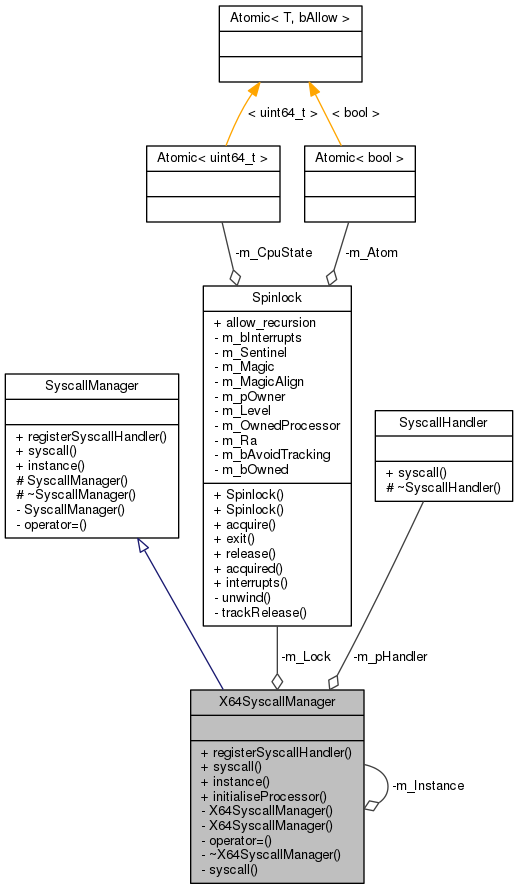 Atomic< T, bAllow >
< uint64_t >
< bool >
Atomic< uint64_t >
Atomic< bool >
-m_CpuState
-m_Atom
Spinlock
+ allow_recursion
- m_bInterrupts
- m_Sentinel
- m_Magic
- m_MagicAlign
- m_pOwner
- m_Level
- m_OwnedProcessor
- m_Ra
- m_bAvoidTracking
- m_bOwned
+ Spinlock()
+ Spinlock()
+ acquire()
+ exit()
+ release()
+ acquired()
+ interrupts()
- unwind()
- trackRelease()
SyscallManager
+ registerSyscallHandler()
+ syscall()
+ instance()
# SyscallManager()
# ~SyscallManager()
- SyscallManager()
- operator=()
SyscallHandler
+ syscall()
# ~SyscallHandler()
-m_Lock
-m_pHandler
X64SyscallManager
+ registerSyscallHandler()
+ syscall()
+ instance()
+ initialiseProcessor()
- X64SyscallManager()
- X64SyscallManager()
- operator=()
- ~X64SyscallManager()
- syscall()
-m_Instance